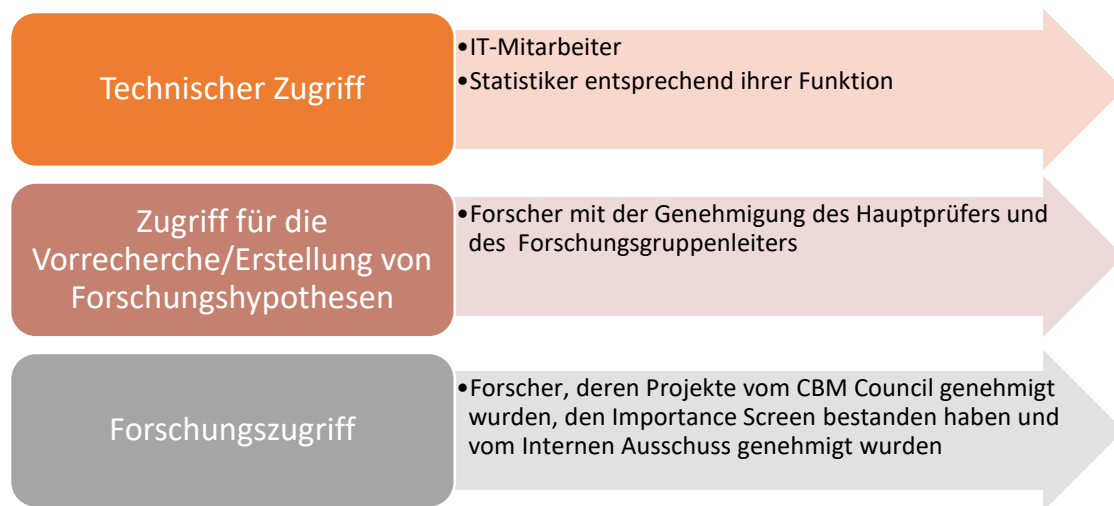 Technischer Zugriff
•IT-Mitarbeiter
•Statistiker entsprechend ihrer Funktion
Zugriff für die
Vorrecherche/Erstellung von
Forschungshypothesen
•Forscher mit der Genehmigung des Hauptprüfers und
des Forschungsgruppenleiters
Forschungszugriff
•Forscher, deren Projekte vom CBM Council genehmigt
wurden, den Importance Screen bestanden haben und
vom Internen Ausschuss genehmigt wurden